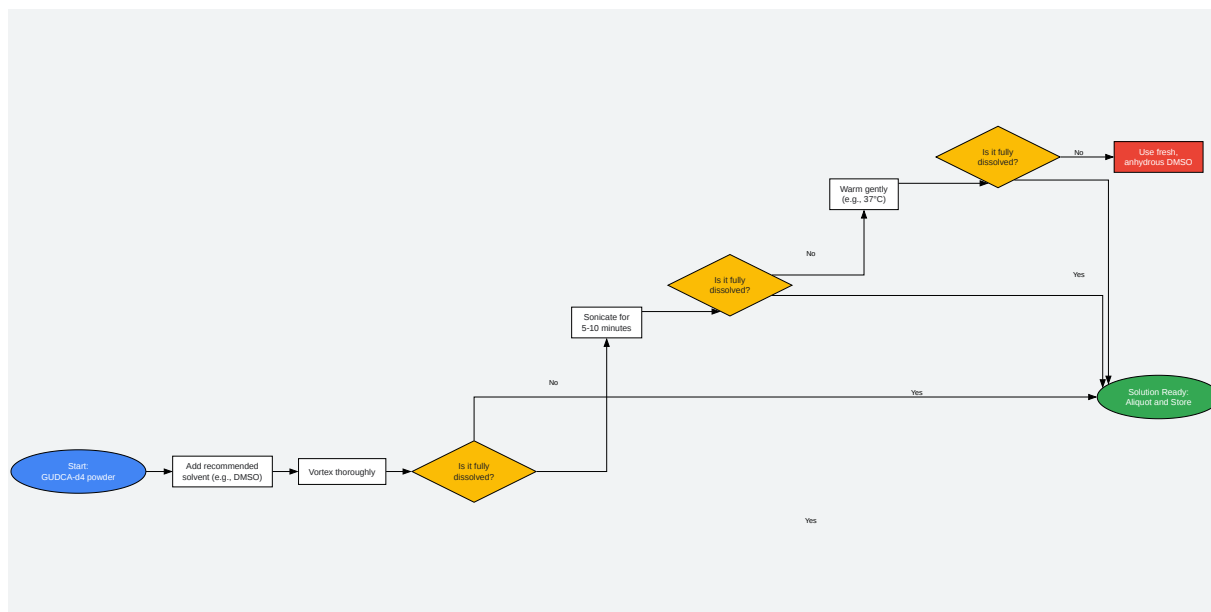 Start:
GUDCA-d4 powder
Add recommended
solvent (e.g., DMSO)
Vortex thoroughly
Is it fully
dissolved?
No
Yes
Sonicate for
5-10 minutes
Is it fully
dissolved?
No
Yes
Warm gently
(e.g., 37°C)
Is it fully
dissolved?
No
Yes
Use fresh,
anhydrous DMSO
Solution Ready:
Aliquot and Store